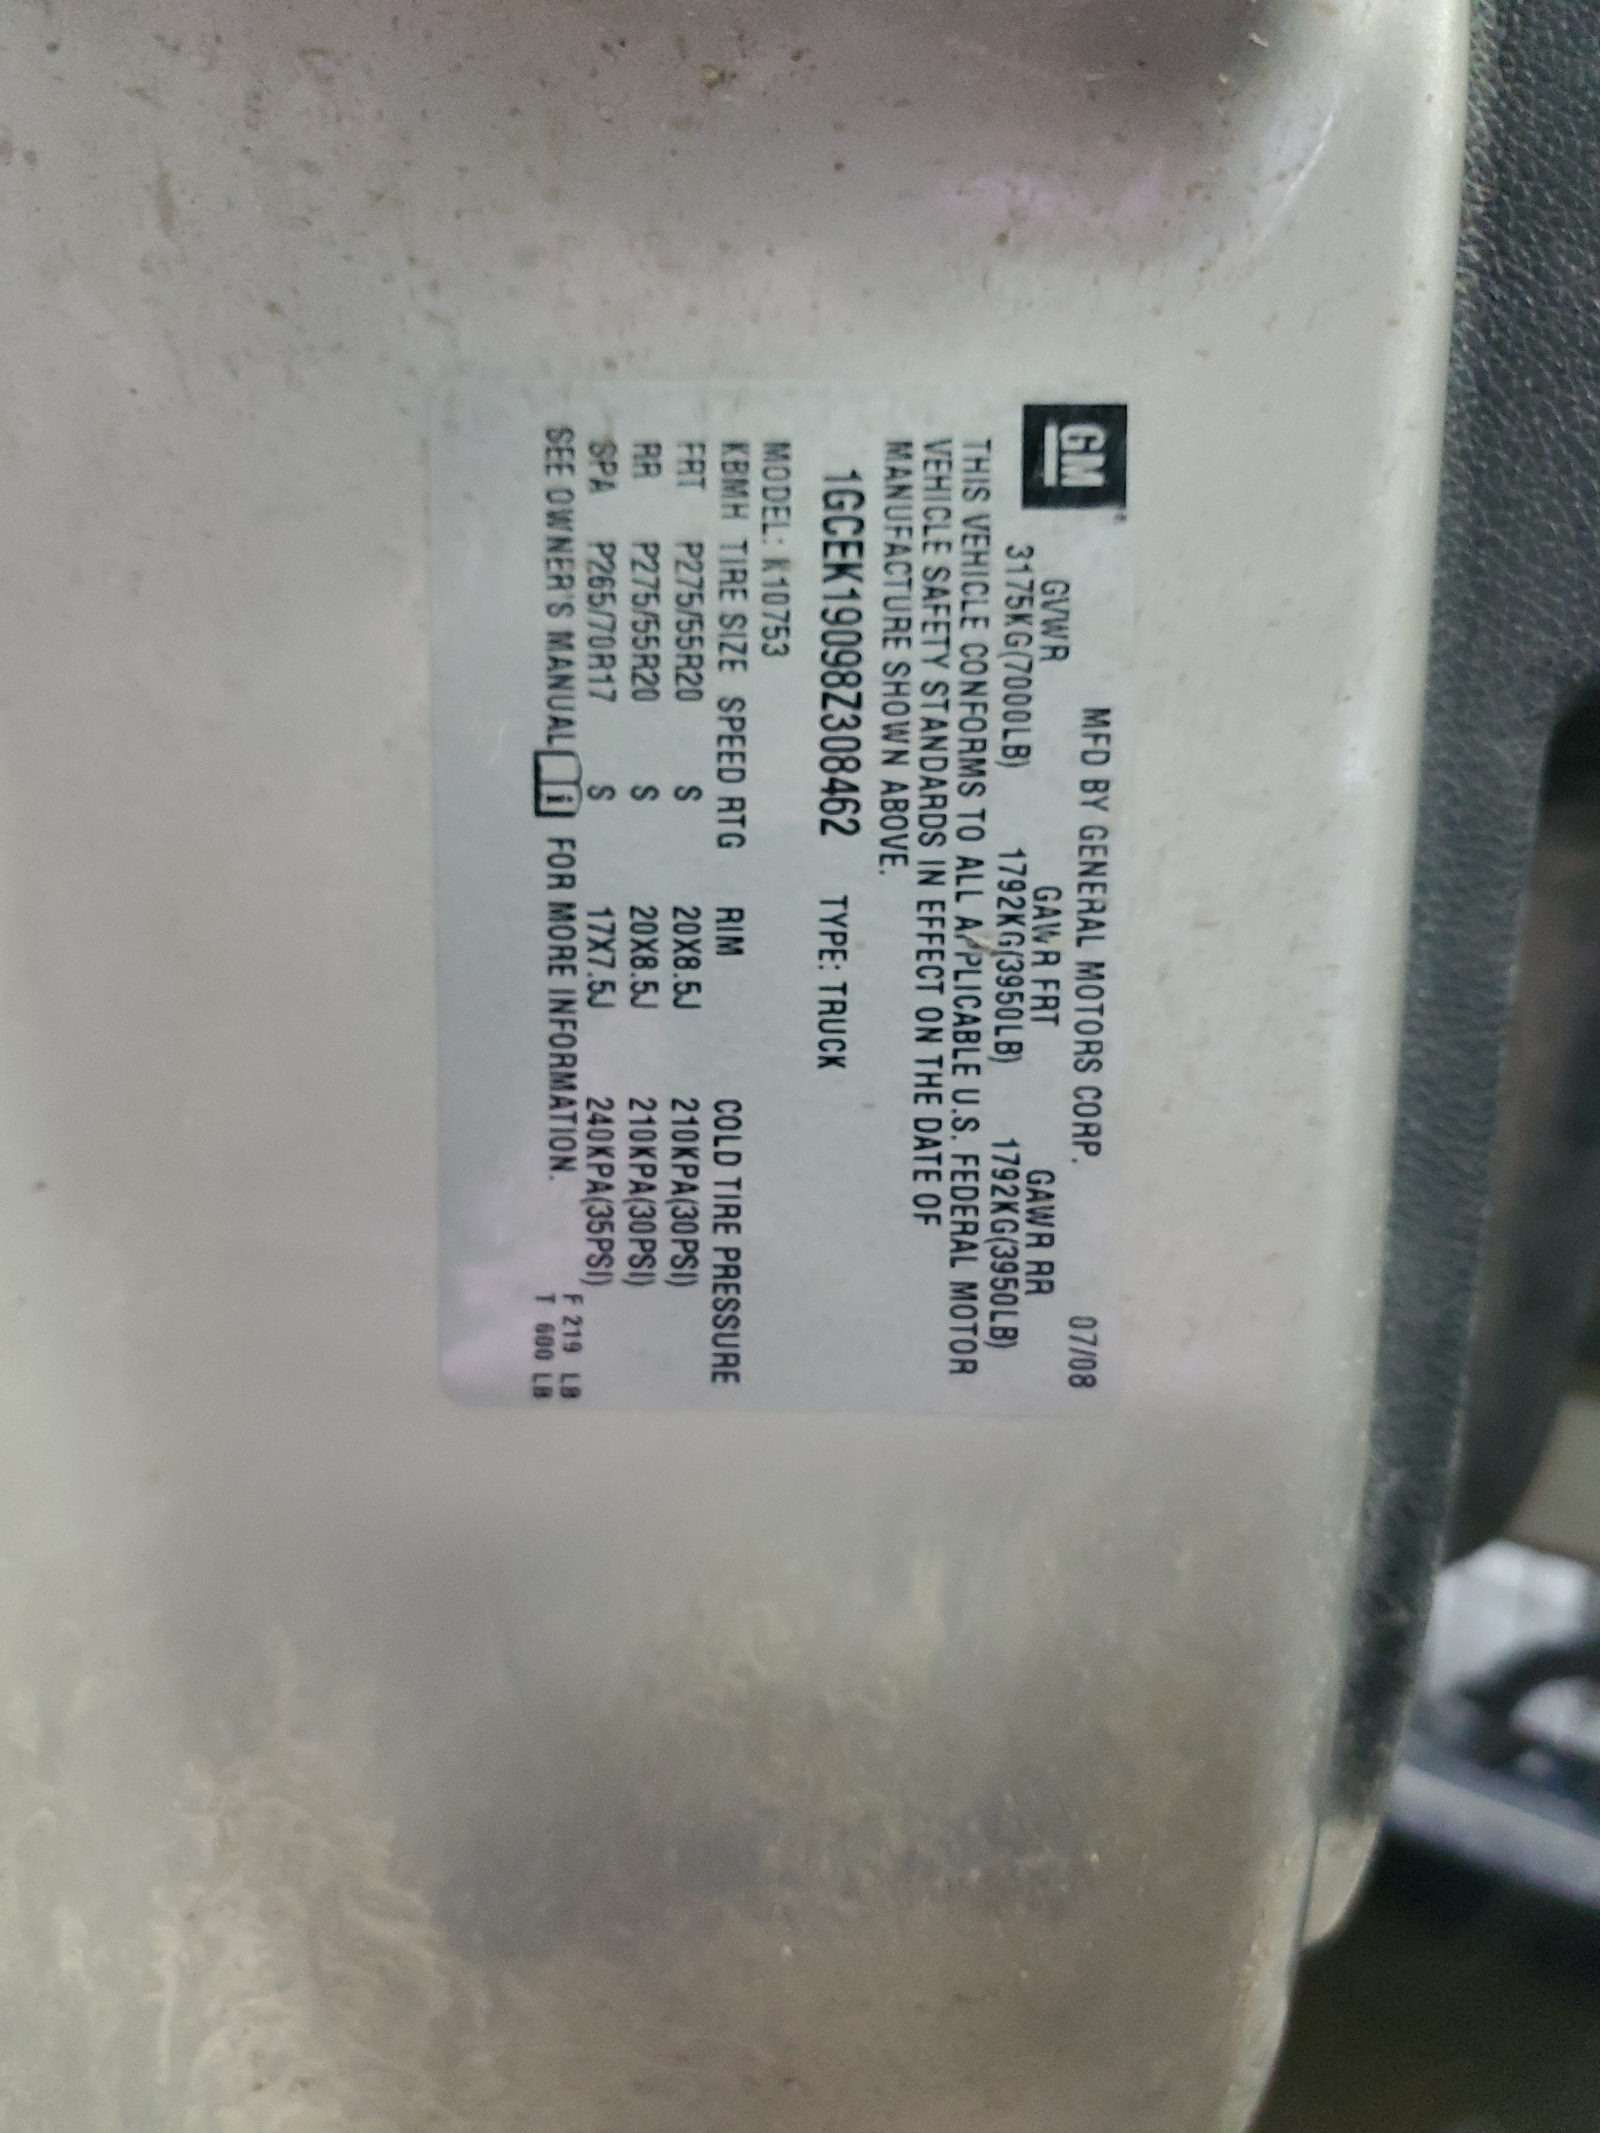 GM
MFD BY GENERAL MOTORS CORP. 07/08
GVWR GAWR FRT GAWR RR
3175KG(7000LB) 1792KG(3950LB) 1792KG(3950LB)
THIS VEHICLE CONFORMS TO ALL APPLICABLE U.S. FEDERAL MOTOR
VEHICLE SAFETY STANDARDS IN EFFECT ON THE DATE OF
MANUFACTURE SHOWN ABOVE.
1GCEK19098Z308462 TYPE: TRUCK
MODEL: K10753
KBMH TIRE SIZE SPEED RTG RIM COLD TIRE PRESSURE
FRT P275/55R20 S 20X8.5J 210KPA(30PSI)
RR P275/55R20 S 20X8.5J 210KPA(30PSI)
SPA P265/70R17 S 17X7.5J 240KPA(35PSI)
SEE OWNER'S MANUAL i FOR MORE INFORMATION.
F 219 LB
T 600 LB